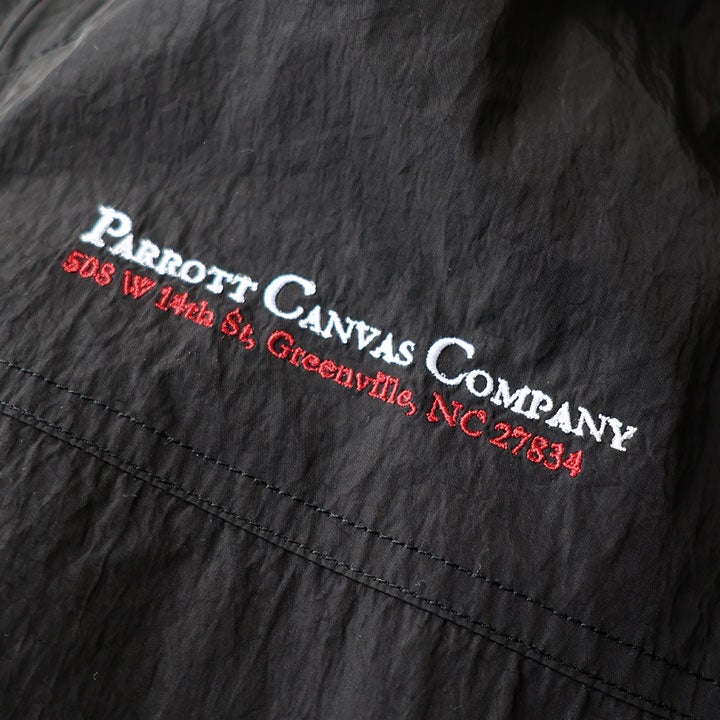 PARROTT CANVAS COMPANY
508 W 14th St, Greenville, NC 27834